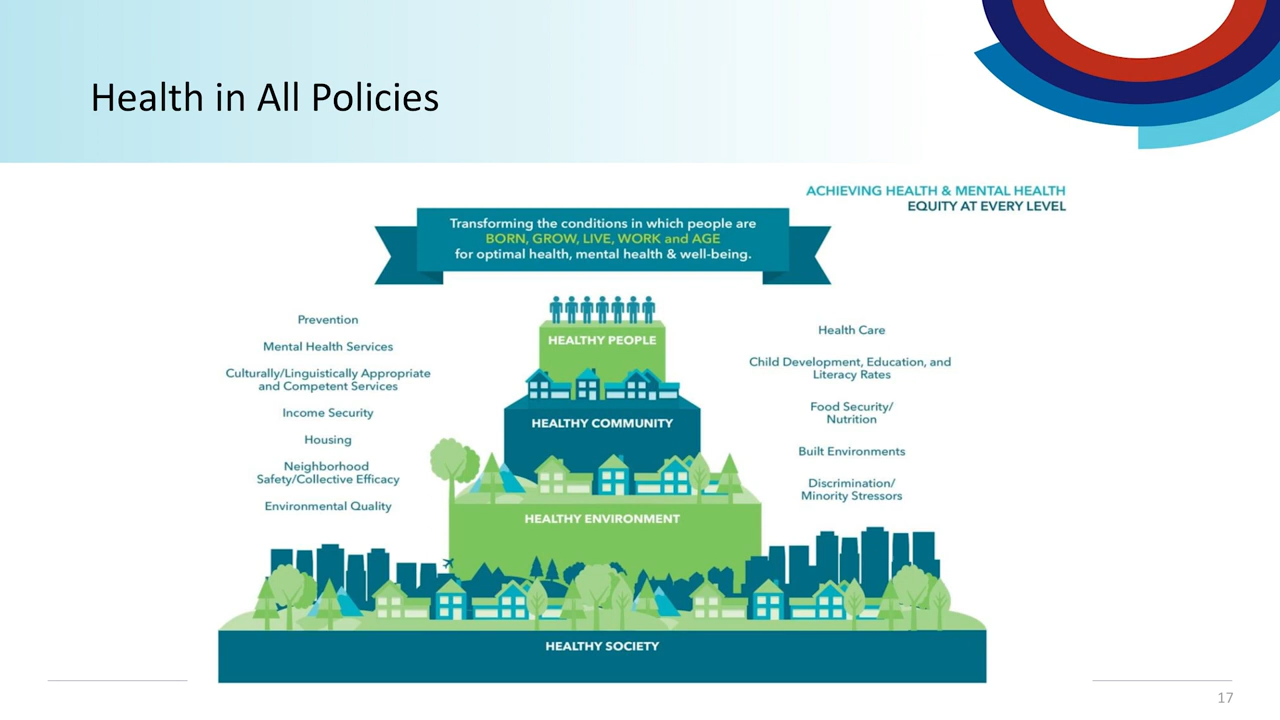 Health in All Policies
ACHIEVING HEALTH & MENTAL HEALTH
EQUITY AT EVERY LEVEL
Transforming the conditions in which people are
BORN, GROW, LIVE, WORK and AGE
for optimal health, mental health & well-being.
Prevention
Mental Health Services
Culturally/Linguistically Appropriate
and Competent Services
Income Security
Housing
Neighborhood
Safety/Collective Efficacy
Environmental Quality
HEALTHY PEOPLE
HEALTHY COMMUNITY
HEALTHY ENVIRONMENT
HEALTHY SOCIETY
Health Care
Child Development, Education, and
Literacy Rates
Food Security/
Nutrition
Built Environments
Discrimination/
Minority Stressors
17